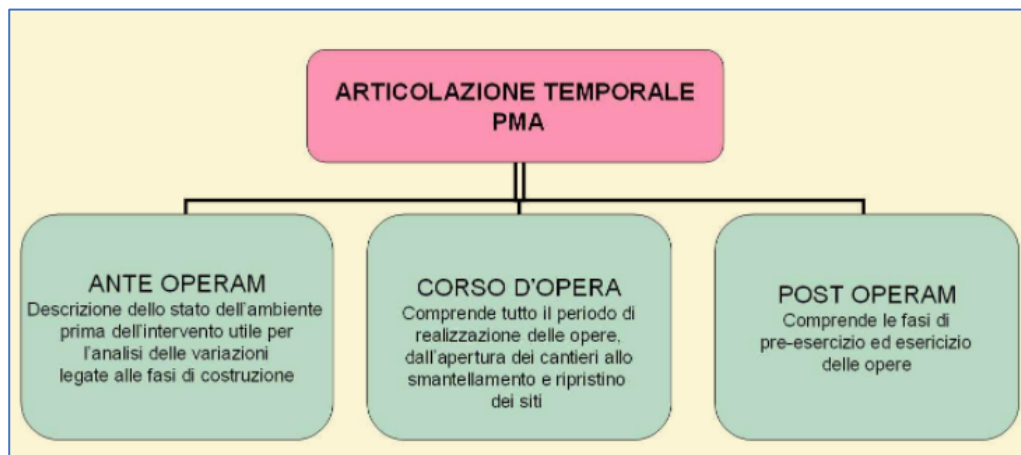 ARTICOLAZIONE TEMPORALE
PMA
ANTE OPERAM
Descrizione dello stato dell'ambiente
prima dell'intervento utile per
l'analisi delle variazioni
legate alle fasi di costruzione
CORSO D'OPERA
Comprende tutto il periodo di
realizzazione delle opere,
dall'apertura dei cantieri allo
smantellamento e ripristino
dei siti
POST OPERAM
Comprende le fasi di
pre-esercizio ed esericizio
delle opere